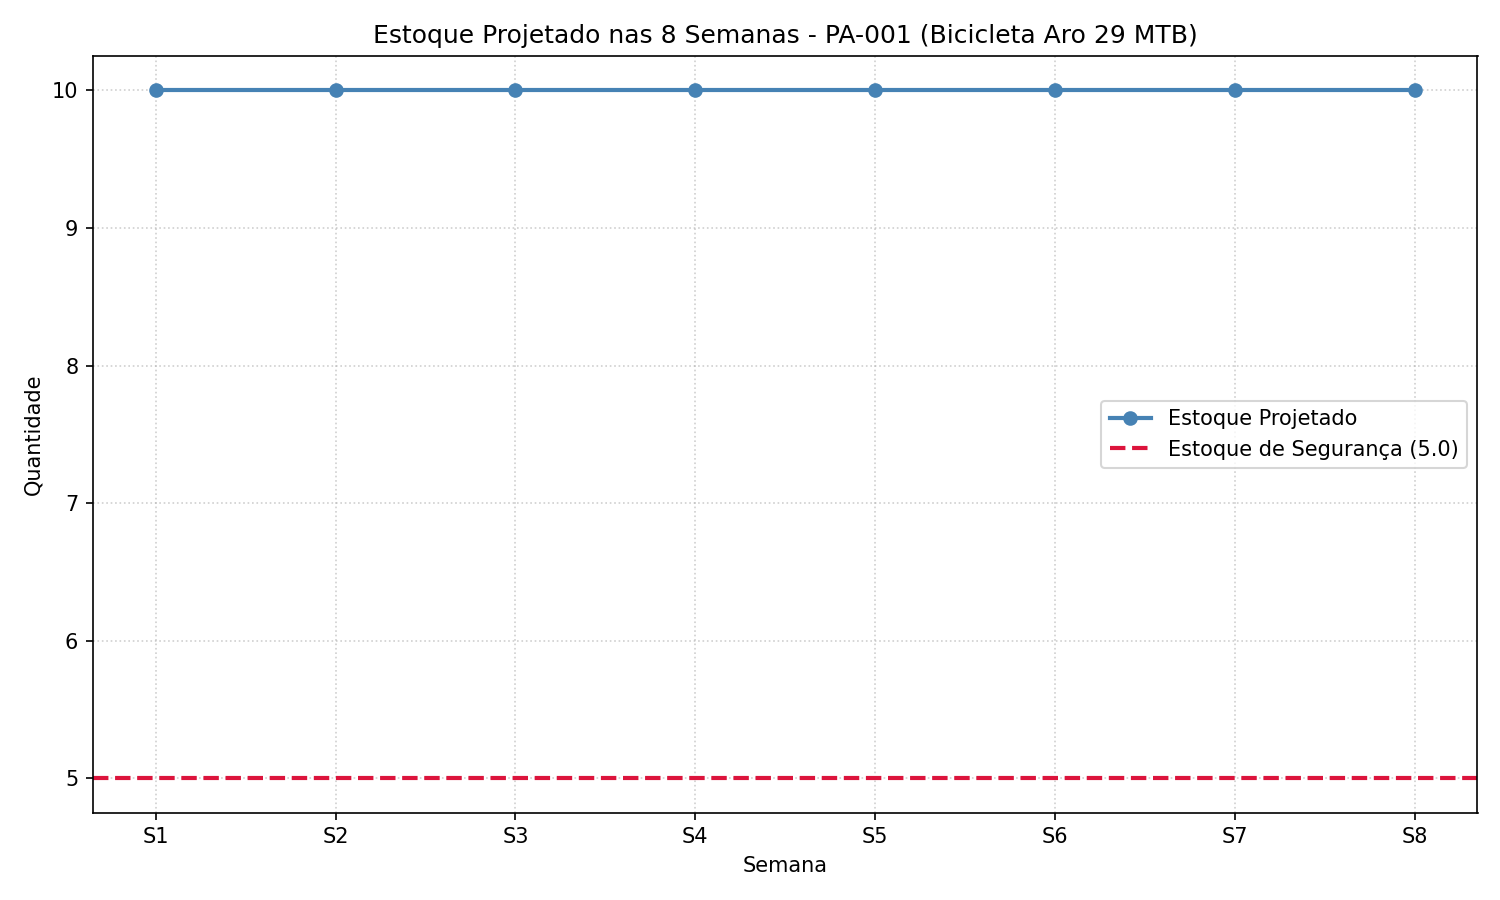 Estoque Projetado nas 8 Semanas - PA-001 (Bicicleta Aro 29 MTB)
10
9
8
7
6
5
Quantidade
Estoque Projetado
Estoque de Segurança (5.0)
S1 S2 S3 S4 S5 S6 S7 S8
Semana